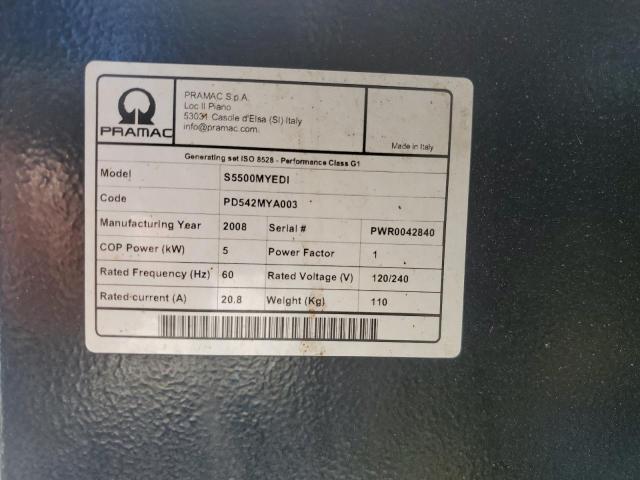 PRAMAC
PRAMAC S.p.A.
Loc Il Piano
53031 Casole d'Elsa (SI) Italy
info@pramac.com
Made in Italy
Generating set ISO 8528 - Performance Class G1
Model S5500MYEDI
Code PD542MYA003
Manufacturing Year 2008 Serial # PWR0042840
COP Power (kW) 5 Power Factor 1
Rated Frequency (Hz) 60 Rated Voltage (V) 120/240
Rated current (A) 20.8 Weight (Kg) 110